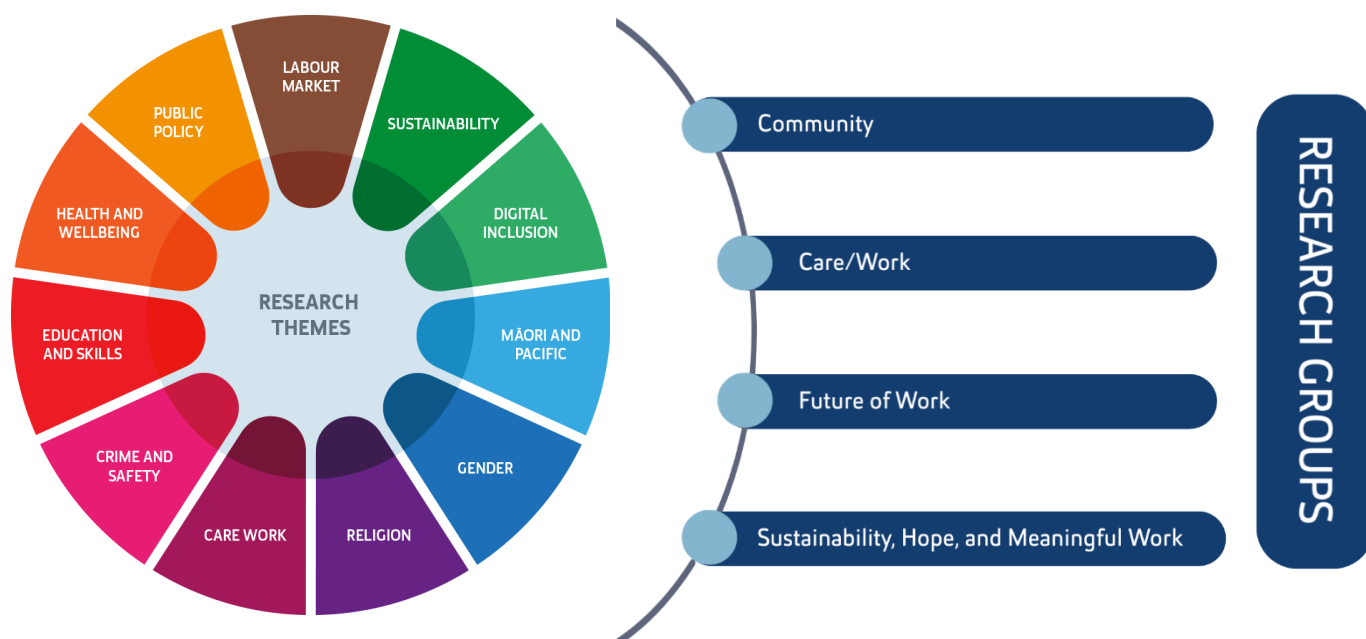 LABOUR
MARKET
SUSTAINABILITY
DIGITAL
INCLUSION
MĀORI AND
PACIFIC
GENDER
RELIGION
CARE WORK
CRIME AND
SAFETY
EDUCATION
AND SKILLS
HEALTH AND
WELLBEING
PUBLIC
POLICY
RESEARCH
THEMES
Community
Care/Work
Future of Work
Sustainability, Hope, and Meaningful Work
RESEARCH GROUPS